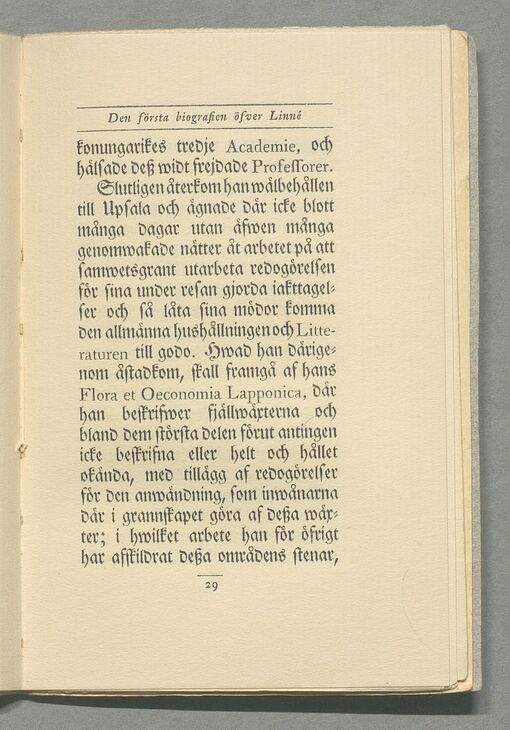 Den första biografien öfver Linné
konungarikes tredje Academie, och
hälsade deß widt frejdade Professorer.
Slutligen återkom han wälbehållen
till Upsala och ägnade där icke blott
många dagar utan äfwen många
genomwakade nätter åt arbetet på att
samwetsgrant utarbeta redogörelsen
för sina under resan gjorda iakttagel-
ser och så låta sina mödor komma
den allmänna hushållningen och Litte-
raturen till godo. Hwad han därige-
nom åstadkom, skall framgå af hans
Flora et Oeconomia Lapponica, där
han beskrifwer fjällwäxterna och
bland dem största delen förut antingen
icke beskrifna eller helt och hållet
okända, med tillägg af redogörelser
för den anwändning, som inwånarna
där i grannskapet göra af deßa wäx-
ter; i hwilket arbete han för öfrigt
har afskildrat deßa områdens stenar,
29